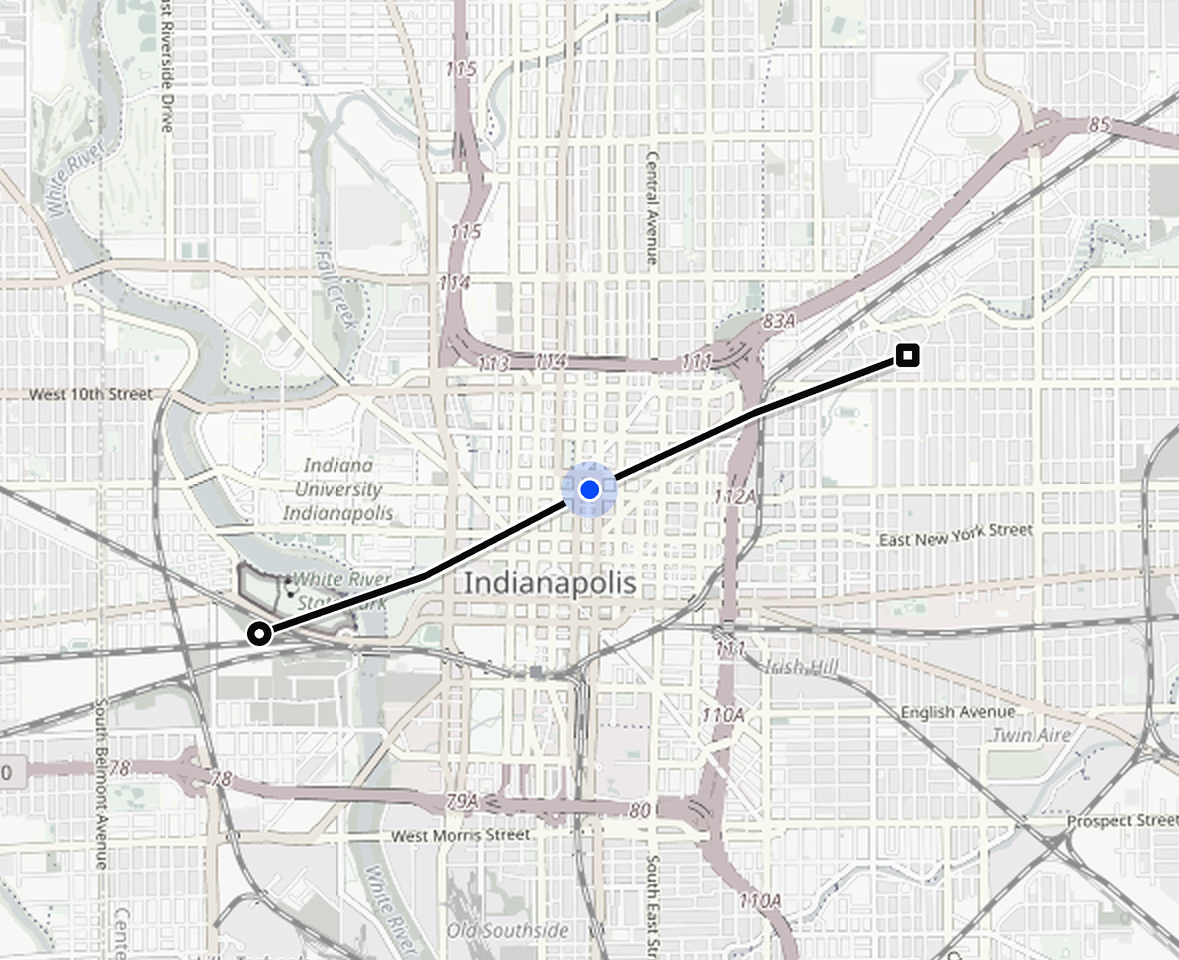 115
85
East Riverside Drive
White River
Central Avenue
115
Fall Creek
114
83A
113
114
111
West 10th Street
Indiana
University
Indianapolis
112A
East New York Street
White River
State Park
Indianapolis
111
Irish Hill
South Belmont Avenue
110A
English Avenue
Twin Aire
0
78
78
79A
80
Prospect Street
West Morris Street
South East Str
White River
110A
Cente
Old Southside